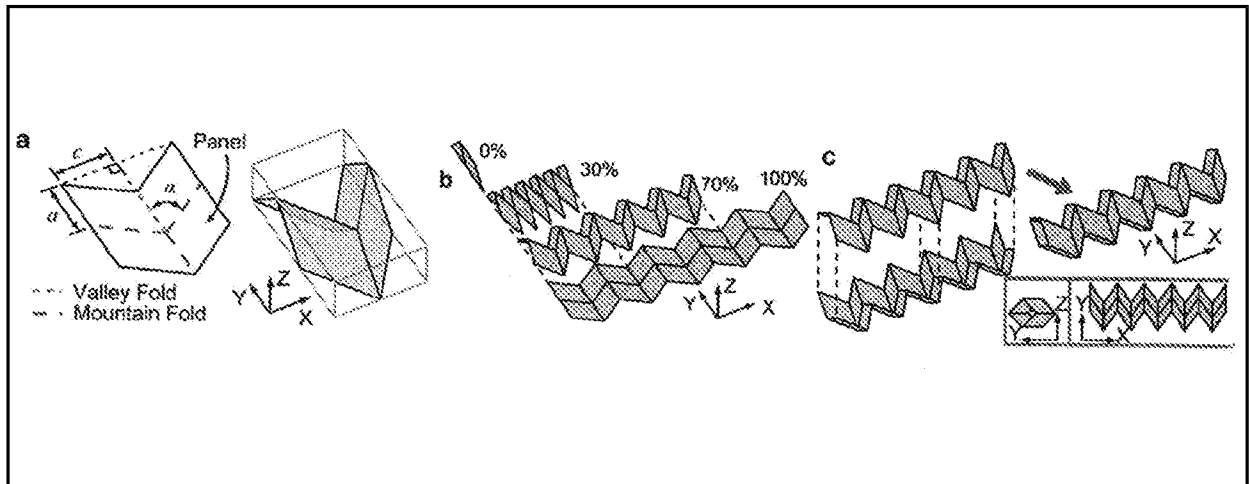 a
c
a
α
Panel
Valley Fold
Mountain Fold
Y Z X
b
0%
30%
70%
100%
Y Z X
c
Y Z X
Y Z
Y X